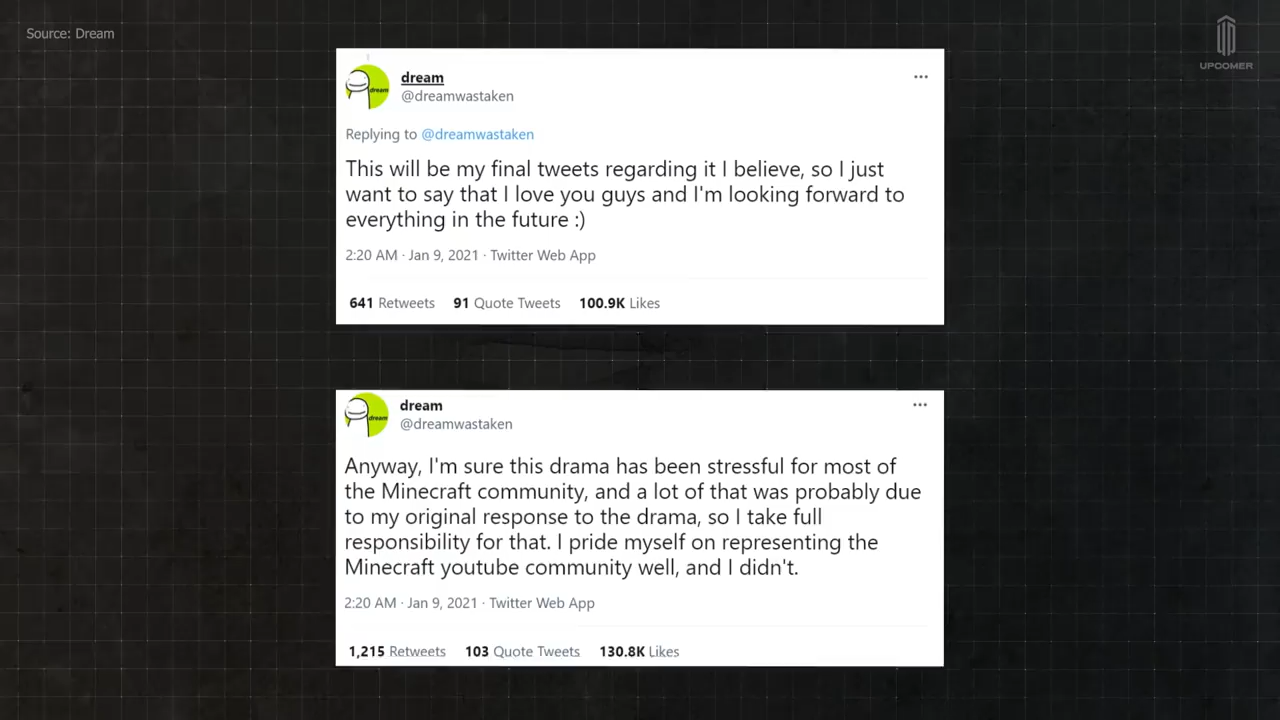 Source: Dream
UPCOMER
dream
dream
@dreamwastaken
Replying to @dreamwastaken
This will be my final tweets regarding it I believe, so I just
want to say that I love you guys and I'm looking forward to
everything in the future :)
2:20 AM · Jan 9, 2021 · Twitter Web App
641 Retweets 91 Quote Tweets 100.9K Likes
dream
dream
@dreamwastaken
Anyway, I'm sure this drama has been stressful for most of
the Minecraft community, and a lot of that was probably due
to my original response to the drama, so I take full
responsibility for that. I pride myself on representing the
Minecraft youtube community well, and I didn't.
2:20 AM · Jan 9, 2021 · Twitter Web App
1,215 Retweets 103 Quote Tweets 130.8K Likes